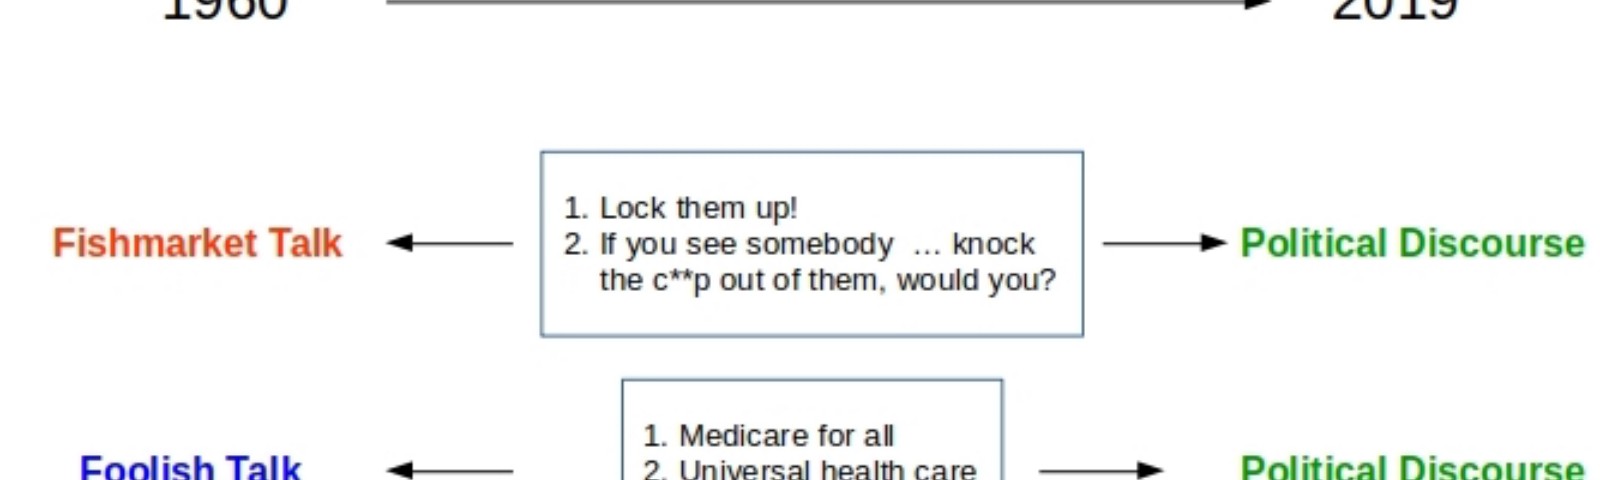 1960 2019
1. Lock them up!
Fishmarket Talk 2. If you see somebody ... knock Political Discourse
the c**p out of them, would you?
1. Medicare for all
Foolish Talk 2. Universal health care Political Discourse